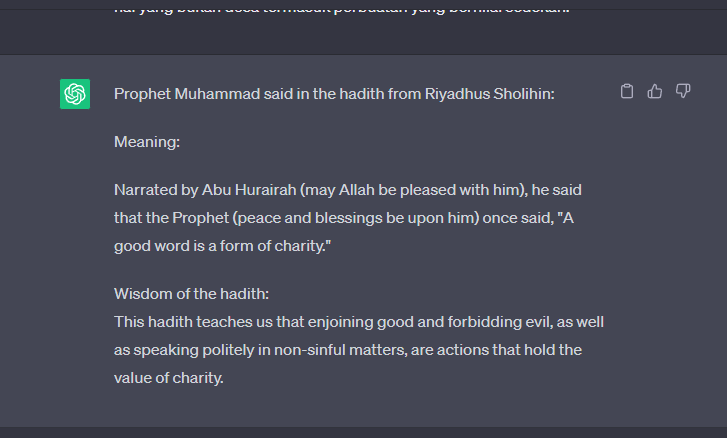 Prophet Muhammad said in the hadith from Riyadhus Sholihin:
Meaning:
Narrated by Abu Hurairah (may Allah be pleased with him), he said
that the Prophet (peace and blessings be upon him) once said, "A
good word is a form of charity."
Wisdom of the hadith:
This hadith teaches us that enjoining good and forbidding evil, as well
as speaking politely in non-sinful matters, are actions that hold the
value of charity.